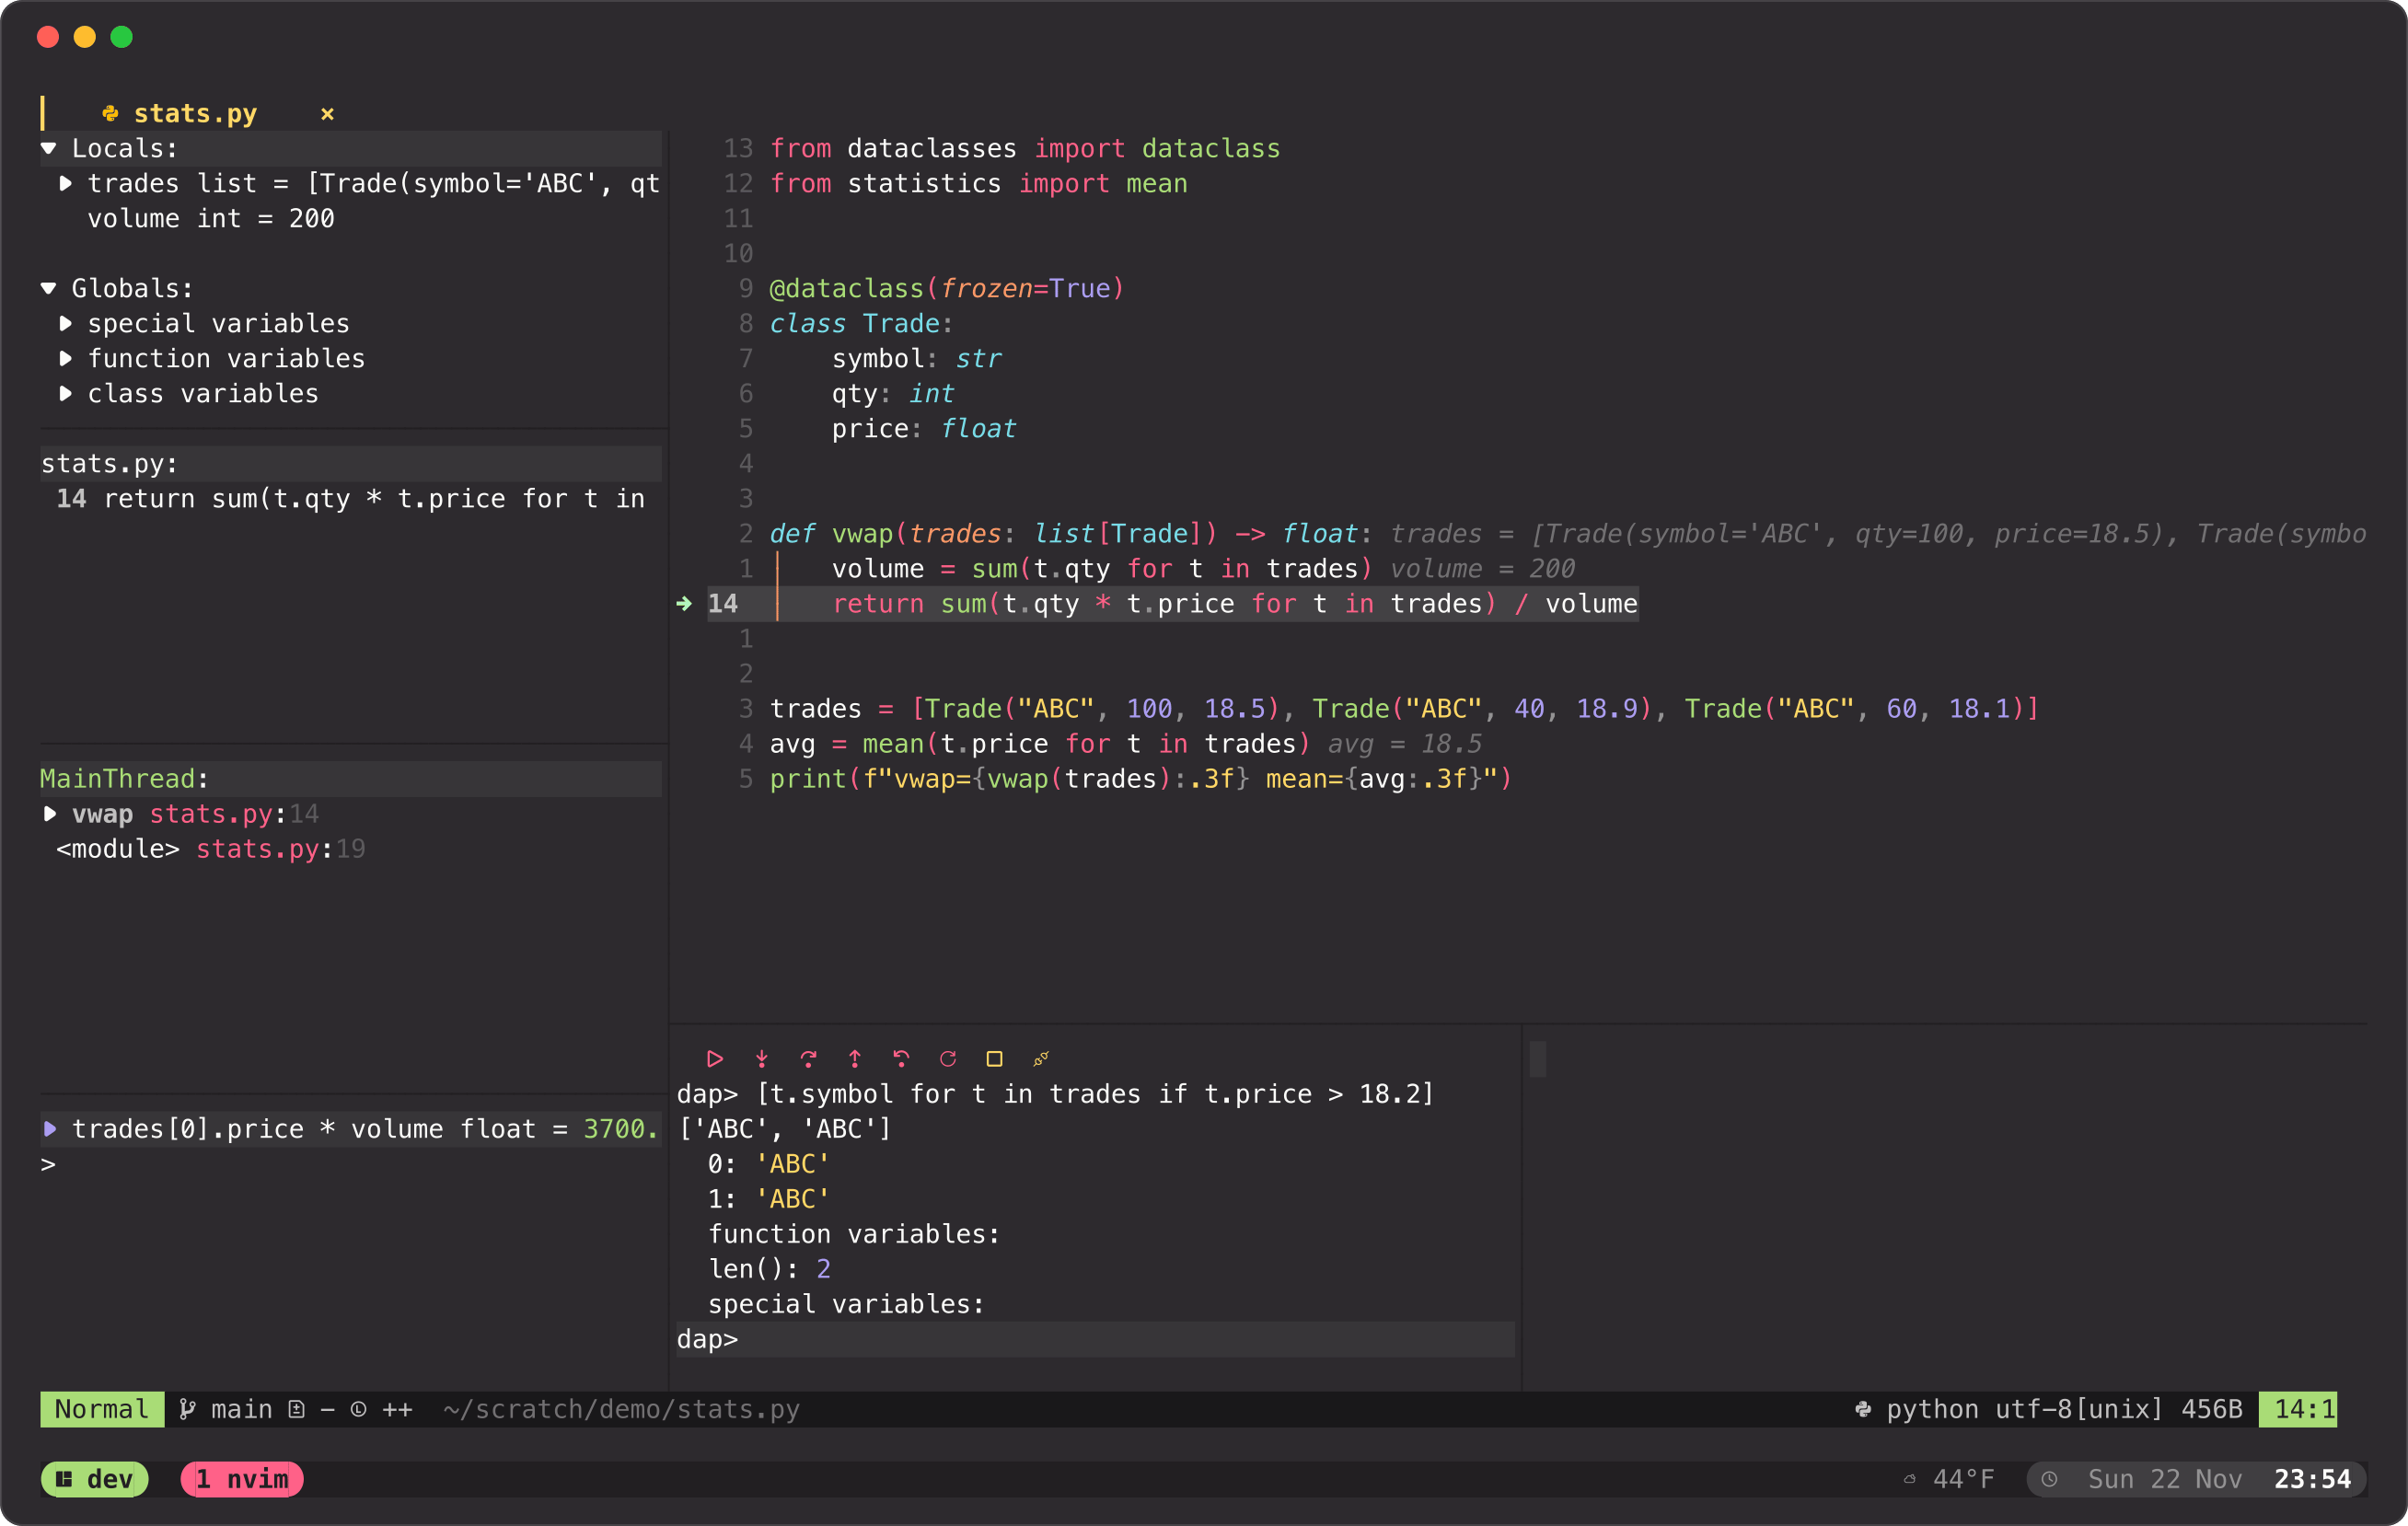 stats.py ×
Locals:
trades list = [Trade(symbol='ABC', qt
volume int = 200
Globals:
special variables
function variables
class variables
stats.py:
14 return sum(t.qty * t.price for t in
MainThread:
vwap stats.py:14
<module> stats.py:19
trades[0].price * volume float = 3700.
>
13 from dataclasses import dataclass
12 from statistics import mean
11
10
9 @dataclass(frozen=True)
8 class Trade:
7     symbol: str
6     qty: int
5     price: float
4
3
2 def vwap(trades: list[Trade]) -> float: trades = [Trade(symbol='ABC', qty=100, price=18.5), Trade(symbo
1     volume = sum(t.qty for t in trades) volume = 200
14     return sum(t.qty * t.price for t in trades) / volume
1
2
3 trades = [Trade("ABC", 100, 18.5), Trade("ABC", 40, 18.9), Trade("ABC", 60, 18.1)]
4 avg = mean(t.price for t in trades) avg = 18.5
5 print(f"vwap={vwap(trades):.3f} mean={avg:.3f}")
dap> [t.symbol for t in trades if t.price > 18.2]
['ABC', 'ABC']
0: 'ABC'
1: 'ABC'
function variables:
len(): 2
special variables:
dap>
Normal main - ++ ~/scratch/demo/stats.py python utf-8[unix] 456B 14:1
dev 1 nvim 44°F Sun 22 Nov 23:54